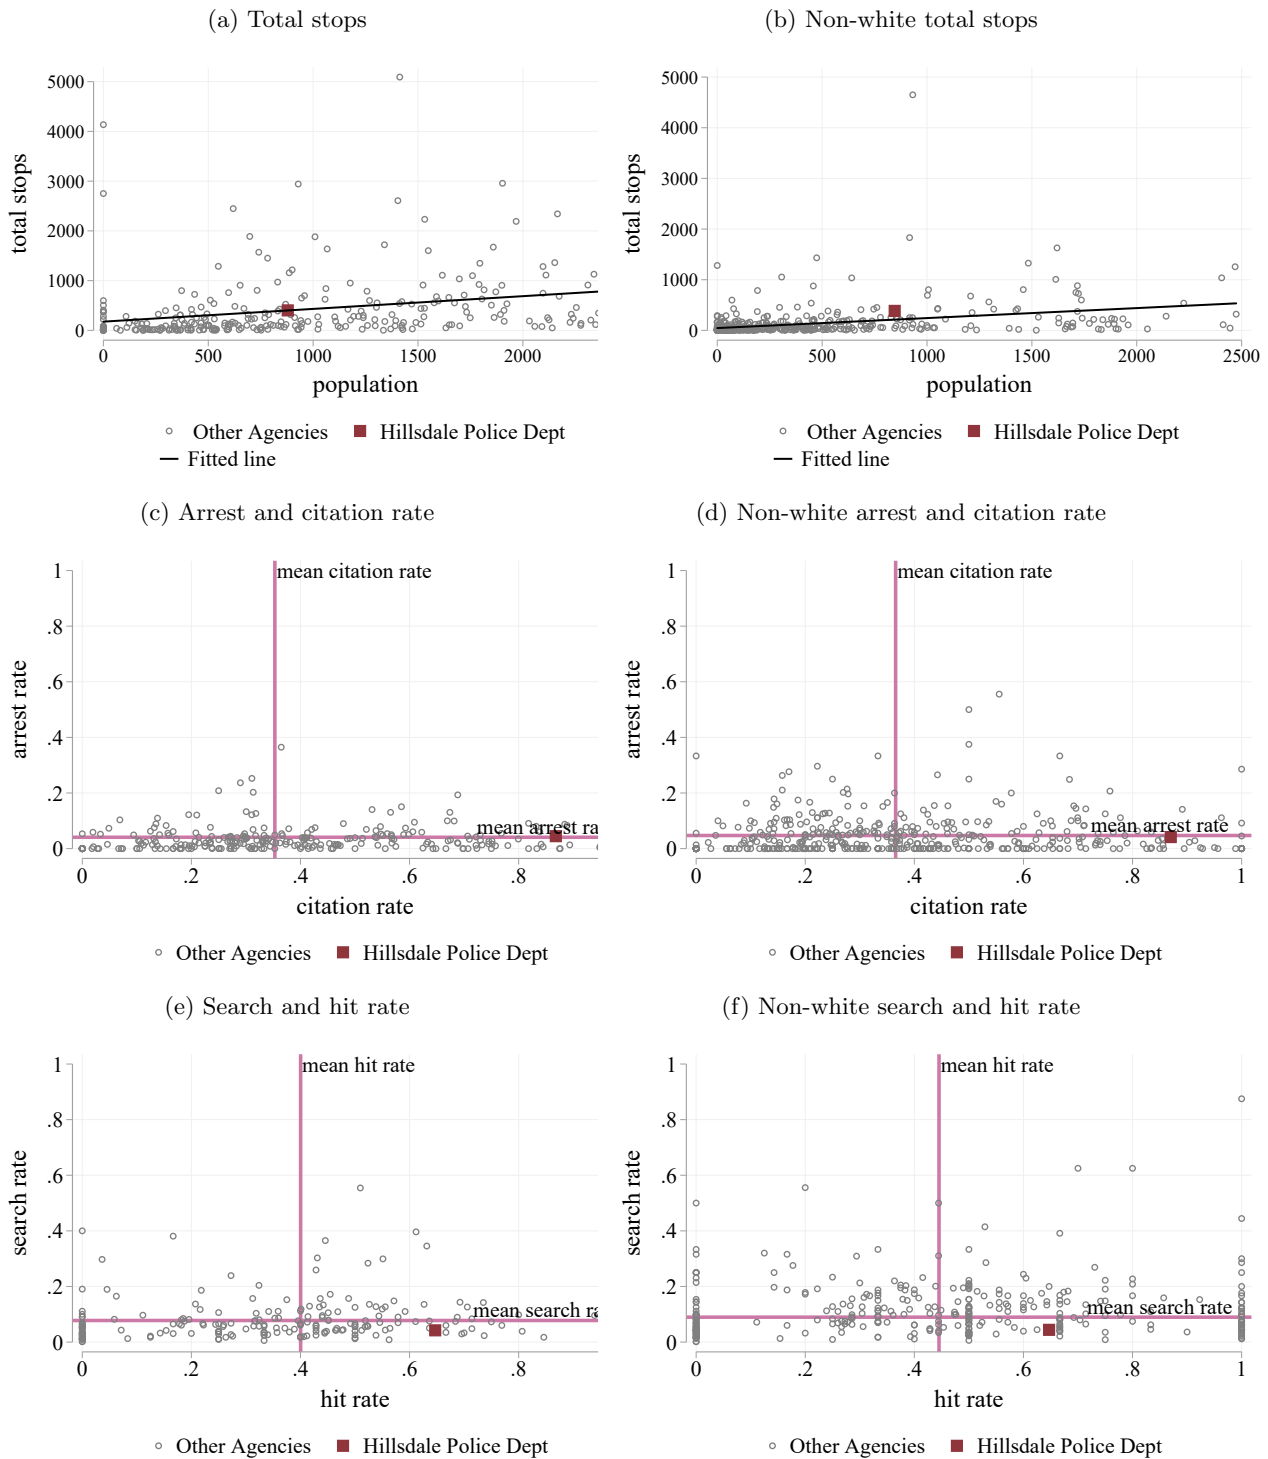 (a) Total stops
(b) Non-white total stops
total stops
5000
4000
3000
2000
1000
0
0 500 1000 1500 2000
population
Other Agencies Hillsdale Police Dept
Fitted line
total stops
5000
4000
3000
2000
1000
0
0 500 1000 1500 2000 2500
population
Other Agencies Hillsdale Police Dept
Fitted line
(c) Arrest and citation rate
(d) Non-white arrest and citation rate
arrest rate
1
.8
.6
.4
.2
0
mean citation rate
mean arrest ra
0 .2 .4 .6 .8
citation rate
Other Agencies Hillsdale Police Dept
arrest rate
1
.8
.6
.4
.2
0
mean citation rate
mean arrest rate
0 .2 .4 .6 .8 1
citation rate
Other Agencies Hillsdale Police Dept
(e) Search and hit rate
(f) Non-white search and hit rate
search rate
1
.8
.6
.4
.2
0
mean hit rate
mean search ra
0 .2 .4 .6 .8
hit rate
Other Agencies Hillsdale Police Dept
search rate
1
.8
.6
.4
.2
0
mean hit rate
mean search rate
0 .2 .4 .6 .8 1
hit rate
Other Agencies Hillsdale Police Dept